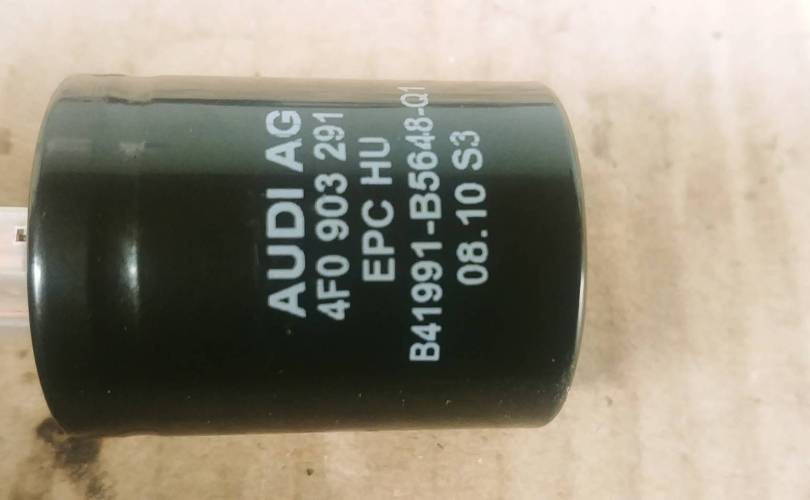 AUDI AG
4F0 903 291
EPC HU
B41991-B5648-Q1
08.10 S3